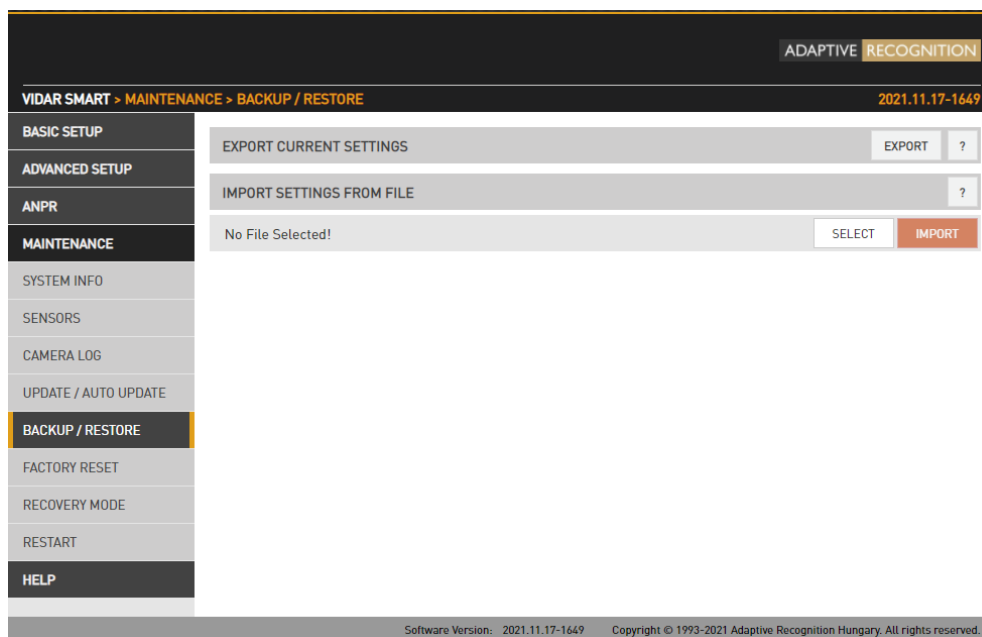 ADAPTIVE RECOGNITION
VIDAR SMART > MAINTENANCE > BACKUP / RESTORE 2021.11.17-1649
BASIC SETUP
ADVANCED SETUP
ANPR
MAINTENANCE
SYSTEM INFO
SENSORS
CAMERA LOG
UPDATE / AUTO UPDATE
BACKUP / RESTORE
FACTORY RESET
RECOVERY MODE
RESTART
HELP
EXPORT CURRENT SETTINGS EXPORT ?
IMPORT SETTINGS FROM FILE ?
No File Selected! SELECT IMPORT
Software Version: 2021.11.17-1649 Copyright © 1993-2021 Adaptive Recognition Hungary. All rights reserved.